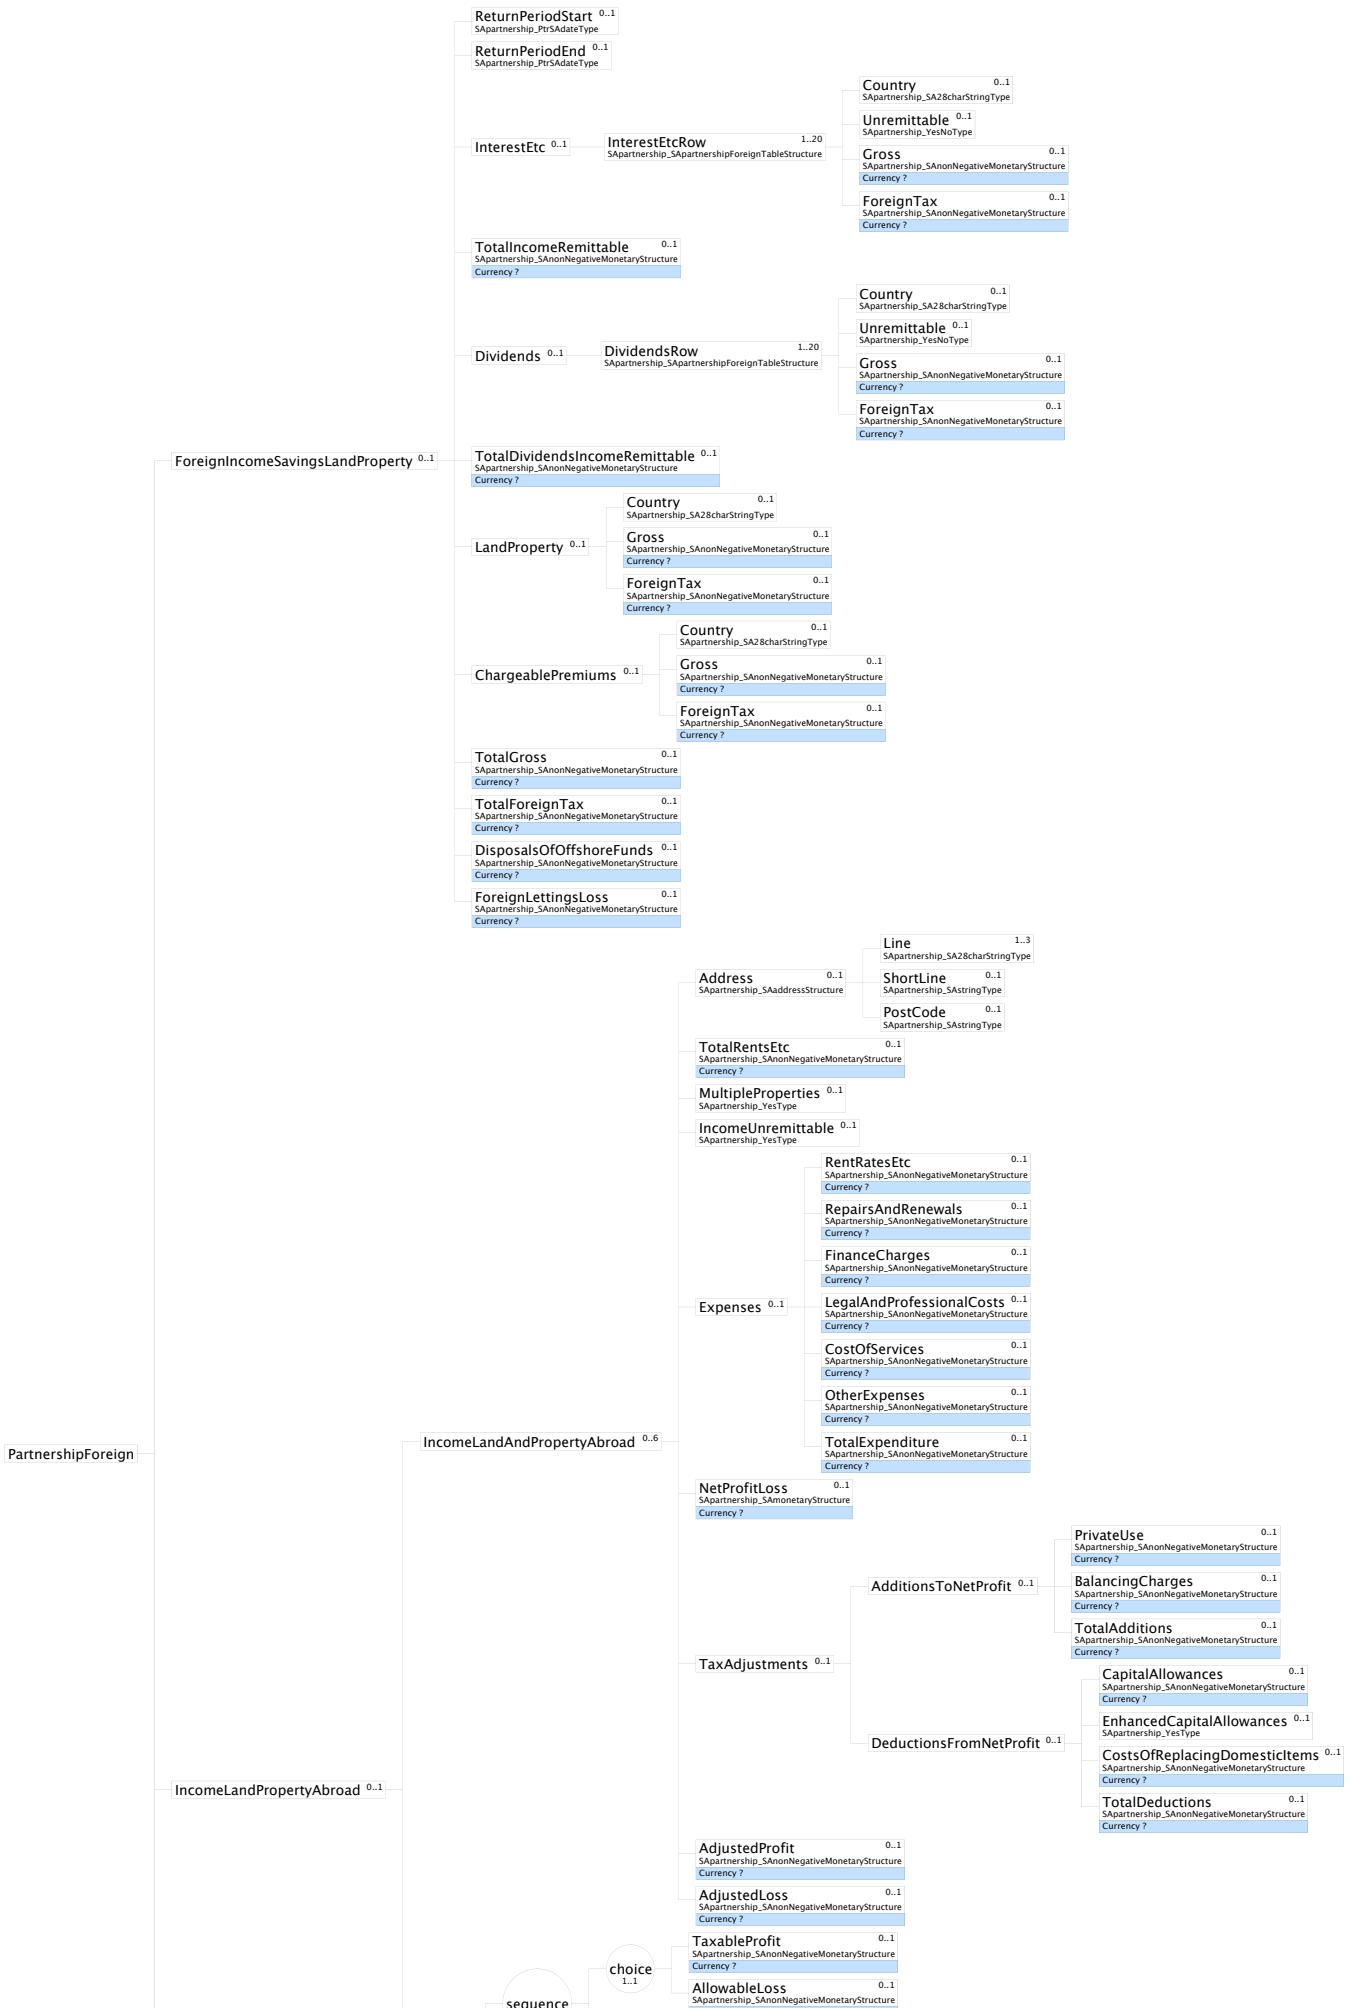 ReturnPeriodStart 0..1
SApartnership_PtrSAdateType
ReturnPeriodEnd 0..1
SApartnership_PtrSAdateType
InterestEtc 0..1
InterestEtcRow 1..20
SApartnership_SApartnershipForeignTableStructure
Country 0..1
SApartnership_SA28charStringType
Unremittable 0..1
SApartnership_YesNoType
Gross 0..1
SApartnership_SAnonNegativeMonetaryStructure
Currency ?
ForeignTax 0..1
SApartnership_SAnonNegativeMonetaryStructure
Currency ?
TotalIncomeRemittable 0..1
SApartnership_SAnonNegativeMonetaryStructure
Currency ?
Dividends 0..1
DividendsRow 1..20
SApartnership_SApartnershipForeignTableStructure
Country 0..1
SApartnership_SA28charStringType
Unremittable 0..1
SApartnership_YesNoType
Gross 0..1
SApartnership_SAnonNegativeMonetaryStructure
Currency ?
ForeignTax 0..1
SApartnership_SAnonNegativeMonetaryStructure
Currency ?
ForeignIncomeSavingsLandProperty 0..1
TotalDividendsIncomeRemittable 0..1
SApartnership_SAnonNegativeMonetaryStructure
Currency ?
LandProperty 0..1
Country 0..1
SApartnership_SA28charStringType
Gross 0..1
SApartnership_SAnonNegativeMonetaryStructure
Currency ?
ForeignTax 0..1
SApartnership_SAnonNegativeMonetaryStructure
Currency ?
ChargeablePremiums 0..1
Country 0..1
SApartnership_SA28charStringType
Gross 0..1
SApartnership_SAnonNegativeMonetaryStructure
Currency ?
ForeignTax 0..1
SApartnership_SAnonNegativeMonetaryStructure
Currency ?
TotalGross 0..1
SApartnership_SAnonNegativeMonetaryStructure
Currency ?
TotalForeignTax 0..1
SApartnership_SAnonNegativeMonetaryStructure
Currency ?
DisposalsOfOffshoreFunds 0..1
SApartnership_SAnonNegativeMonetaryStructure
Currency ?
ForeignLettingsLoss 0..1
SApartnership_SAnonNegativeMonetaryStructure
Currency ?
Address 0..1
SApartnership_SAaddressStructure
Line 1..3
SApartnership_SA28charStringType
ShortLine 0..1
SApartnership_SAstringType
PostCode 0..1
SApartnership_SAstringType
TotalRentsEtc 0..1
SApartnership_SAnonNegativeMonetaryStructure
Currency ?
MultipleProperties 0..1
SApartnership_YesType
IncomeUnremittable 0..1
SApartnership_YesType
Expenses 0..1
RentRatesEtc 0..1
SApartnership_SAnonNegativeMonetaryStructure
Currency ?
RepairsAndRenewals 0..1
SApartnership_SAnonNegativeMonetaryStructure
Currency ?
FinanceCharges 0..1
SApartnership_SAnonNegativeMonetaryStructure
Currency ?
LegalAndProfessionalCosts 0..1
SApartnership_SAnonNegativeMonetaryStructure
Currency ?
CostOfServices 0..1
SApartnership_SAnonNegativeMonetaryStructure
Currency ?
OtherExpenses 0..1
SApartnership_SAnonNegativeMonetaryStructure
Currency ?
TotalExpenditure 0..1
SApartnership_SAnonNegativeMonetaryStructure
Currency ?
IncomeLandAndPropertyAbroad 0..6
PartnershipForeign
NetProfitLoss 0..1
SApartnership_SAmonetaryStructure
Currency ?
TaxAdjustments 0..1
AdditionsToNetProfit 0..1
PrivateUse 0..1
SApartnership_SAnonNegativeMonetaryStructure
Currency ?
BalancingCharges 0..1
SApartnership_SAnonNegativeMonetaryStructure
Currency ?
TotalAdditions 0..1
SApartnership_SAnonNegativeMonetaryStructure
Currency ?
DeductionsFromNetProfit 0..1
CapitalAllowances 0..1
SApartnership_SAnonNegativeMonetaryStructure
Currency ?
EnhancedCapitalAllowances 0..1
SApartnership_YesType
CostsOfReplacingDomesticItems 0..1
SApartnership_SAnonNegativeMonetaryStructure
Currency ?
TotalDeductions 0..1
SApartnership_SAnonNegativeMonetaryStructure
Currency ?
IncomeLandPropertyAbroad 0..1
AdjustedProfit 0..1
SApartnership_SAnonNegativeMonetaryStructure
Currency ?
AdjustedLoss 0..1
SApartnership_SAnonNegativeMonetaryStructure
Currency ?
sequence
choice
1..1
TaxableProfit 0..1
SApartnership_SAnonNegativeMonetaryStructure
Currency ?
AllowableLoss 0..1
SApartnership_SAnonNegativeMonetaryStructure